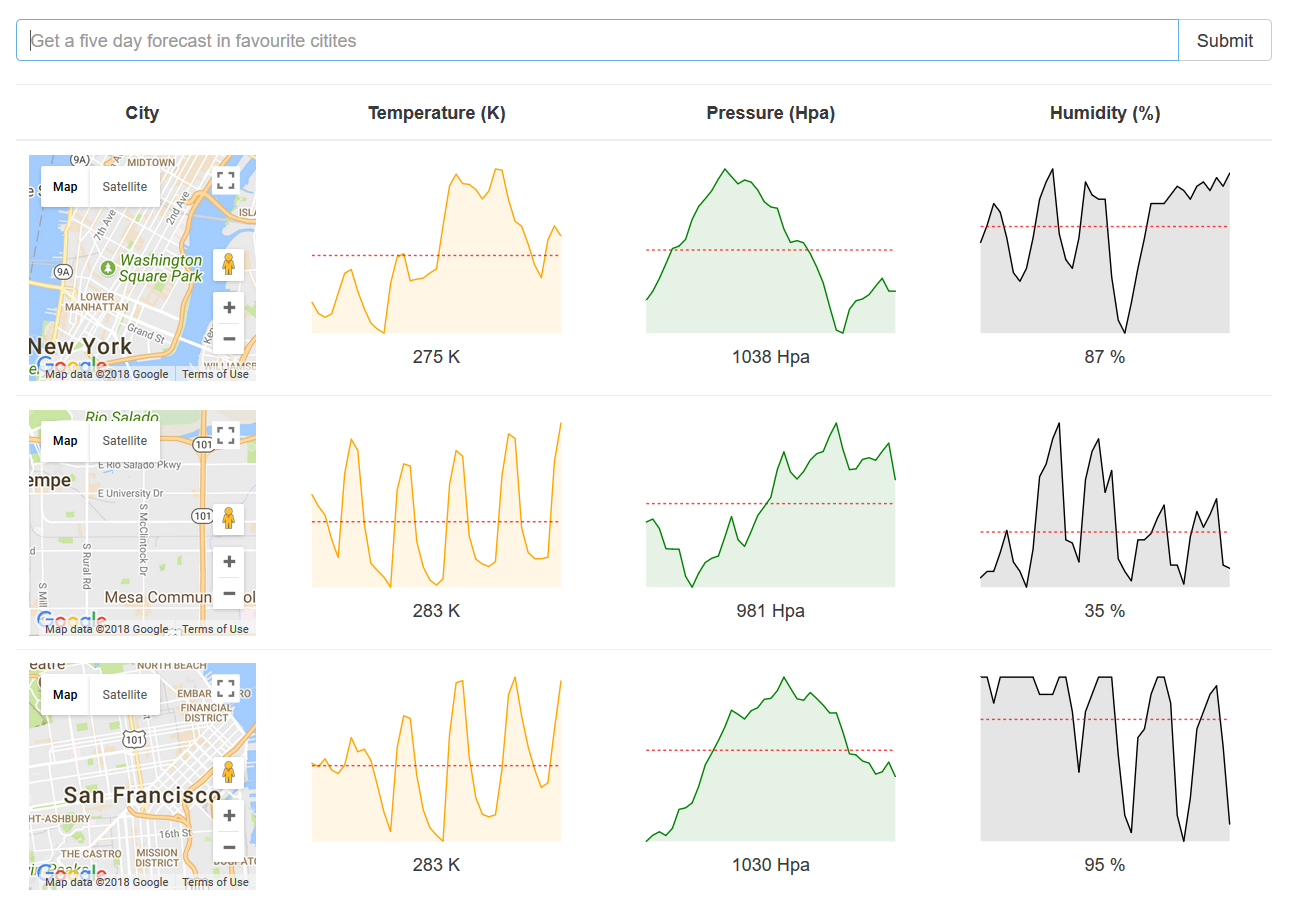 Get a five day forecast in favourite citites
Submit
City Temperature (K) Pressure (Hpa) Humidity (%)
9A MIDTOWN
Map Satellite
7th Ave
2nd Ave
9A
Washington
Square Park
LOWER
MANHATTAN
Grand St
New York
Google
Map data ©2018 Google Terms of Use
275 K 1038 Hpa 87 %
Rio Salado
Map Satellite
101
E Rio Salado Pkwy
empe
E University Dr
101
S McClintock Dr
S Rural Rd
S Mill
Mesa Commun
Google
Map data ©2018 Google Terms of Use
283 K 981 Hpa 35 %
eatre NORTH BEACH
Map Satellite
EMBAR RO
FINANCIAL
DISTRICT
101
San Francisco
HT-ASHBURY
16th St
THE CASTRO
MISSION
DISTRICT
Google
Map data ©2018 Google Terms of Use
283 K 1030 Hpa 95 %